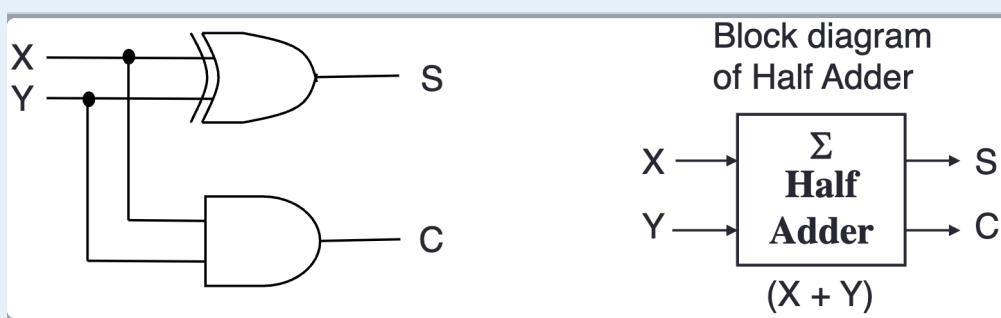 X
Y
S
C
Block diagram
of Half Adder
X
Y
Σ
Half
Adder
S
C
(X + Y)